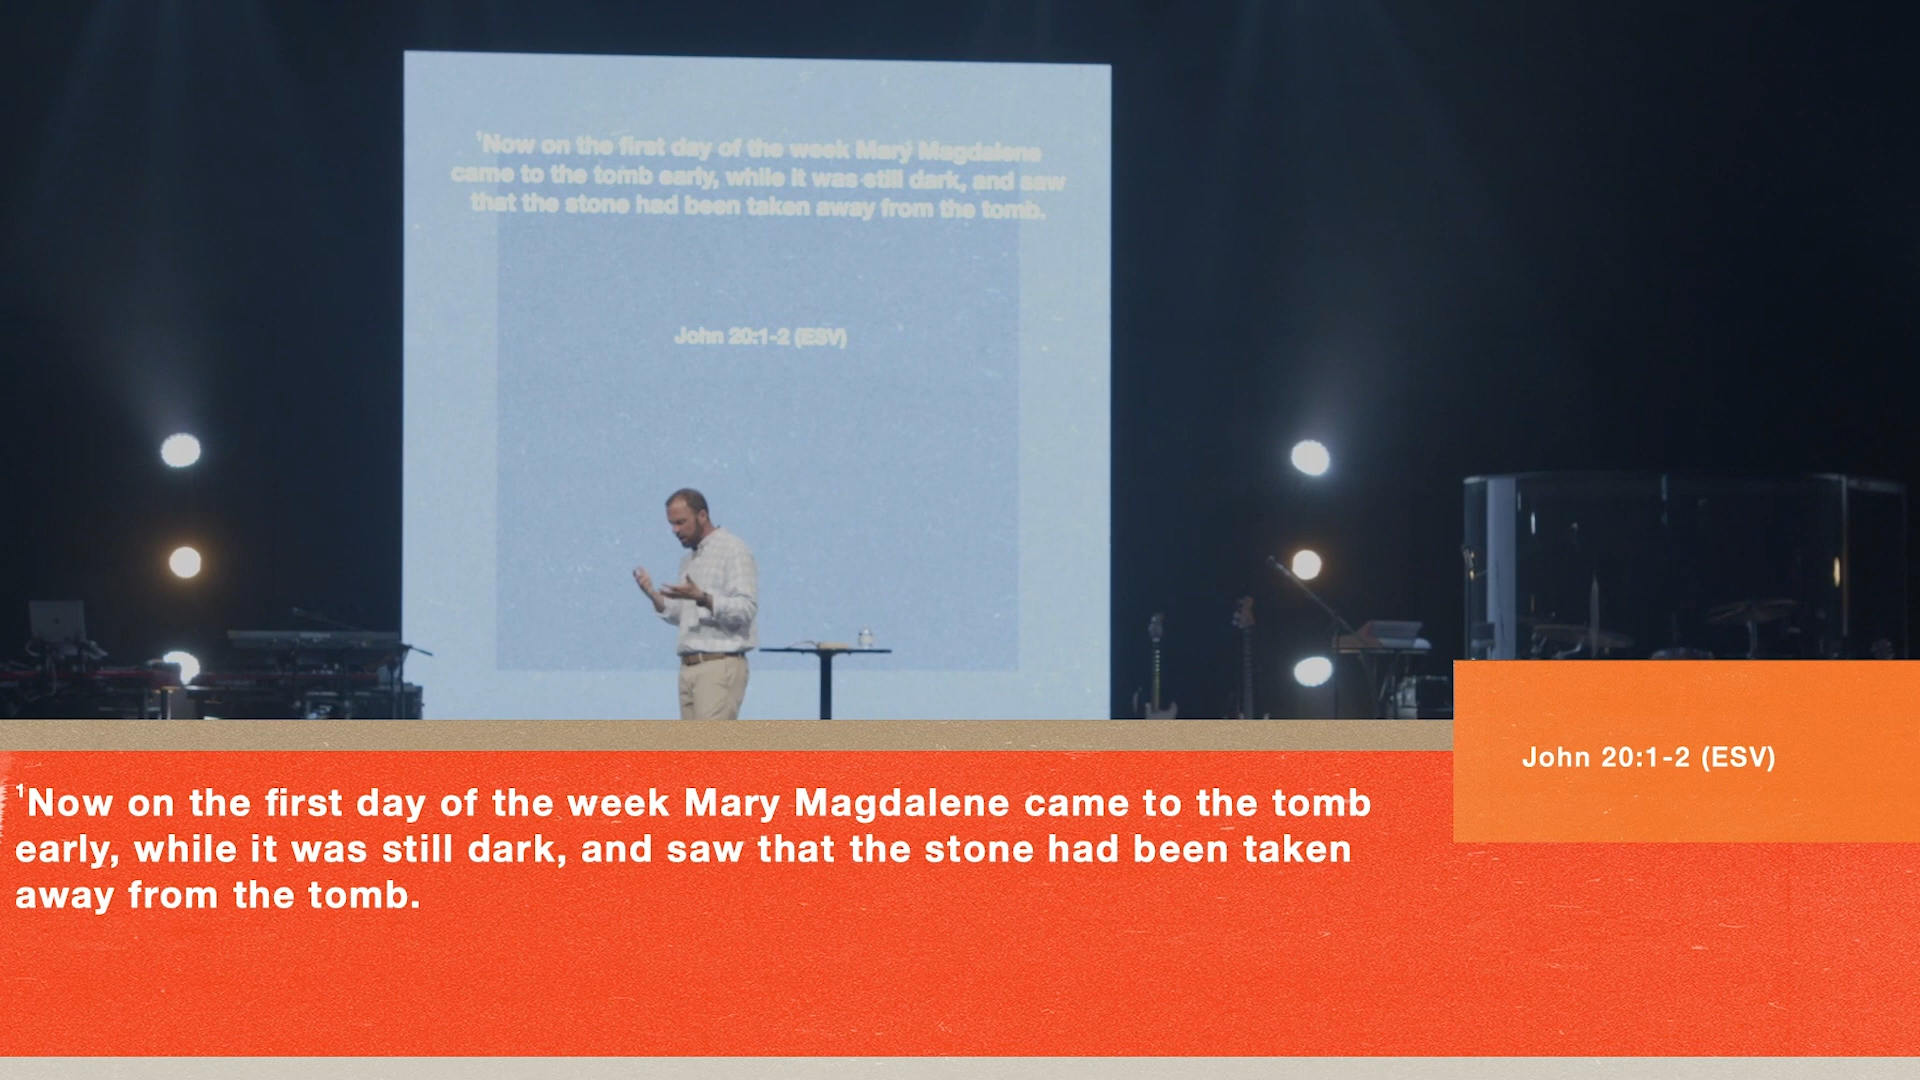 ¹Now on the first day of the week Mary Magdalene
came to the tomb early, while it was still dark, and saw
that the stone had been taken away from the tomb.
John 20:1-2 (ESV)
John 20:1-2 (ESV)
¹Now on the first day of the week Mary Magdalene came to the tomb
early, while it was still dark, and saw that the stone had been taken
away from the tomb.